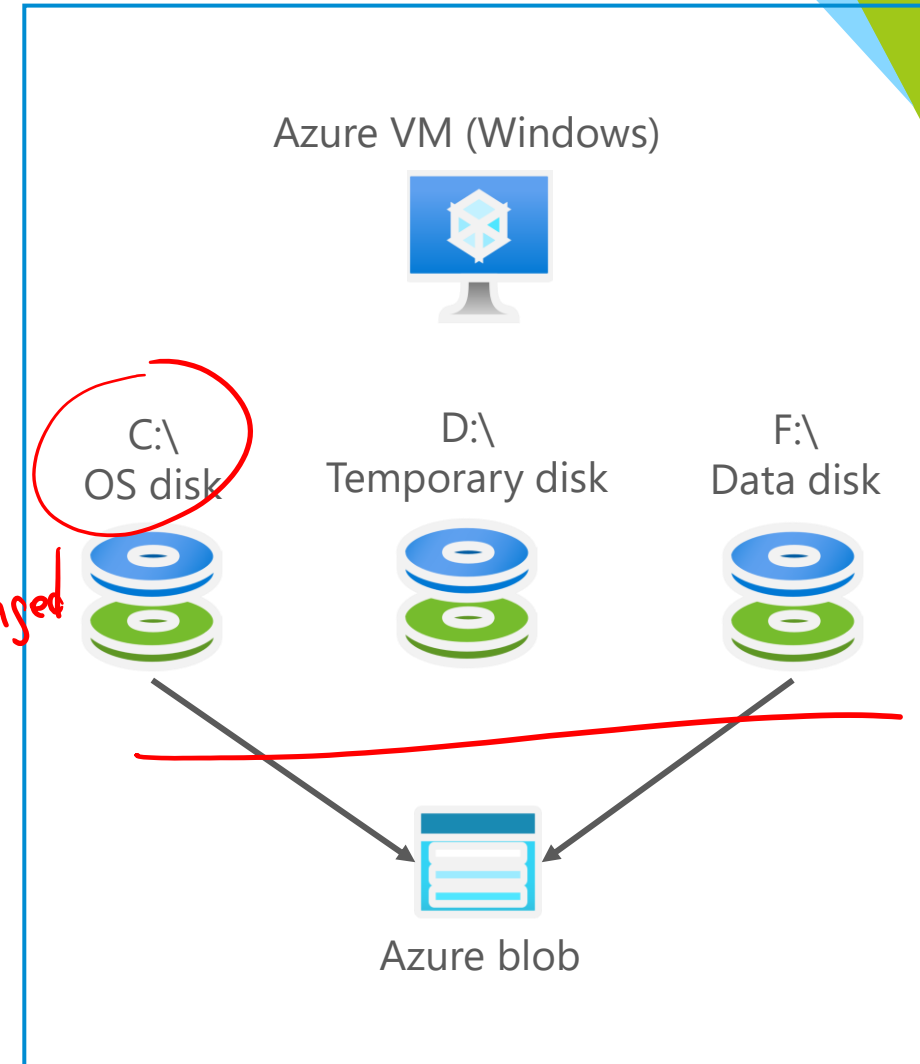 Azure VM (Windows)
C:\
OS disk
D:\
Temporary disk
F:\
Data disk
Azure blob